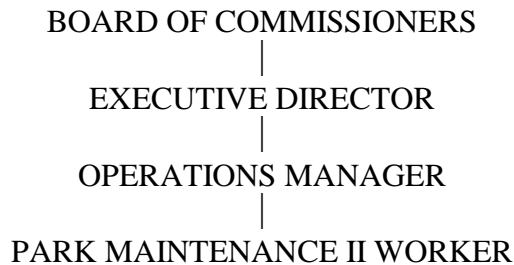 BOARD OF COMMISSIONERS
EXECUTIVE DIRECTOR
OPERATIONS MANAGER
PARK MAINTENANCE II WORKER